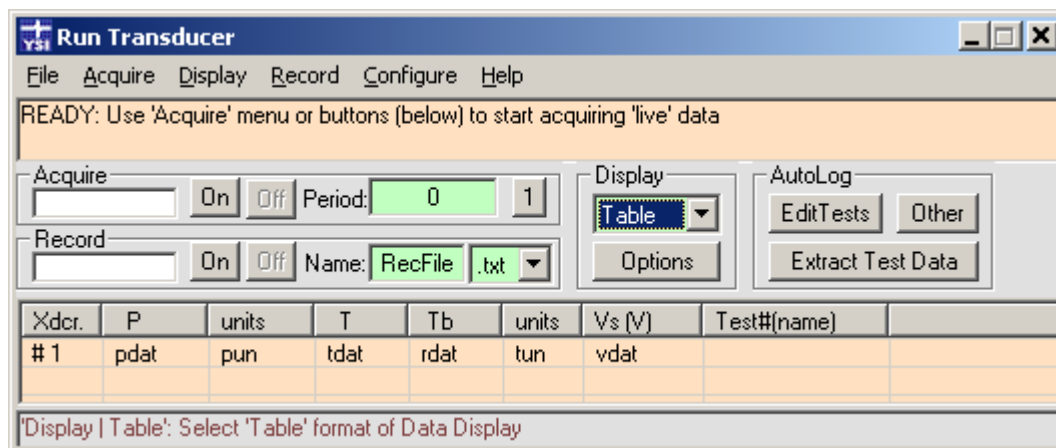 YSI Run Transducer
File Acquire Display Record Configure Help
READY: Use 'Acquire' menu or buttons (below) to start acquiring 'live' data
Acquire
On Off Period: 0 1
Record
On Off Name: RecFile .txt
Display
Table
Options
AutoLog
EditTests Other
Extract Test Data
Xdcr. P units T Tb units Vs (V) Test#(name)
# 1 pdat pun tdat rdat tun vdat
'Display | Table': Select 'Table' format of Data Display